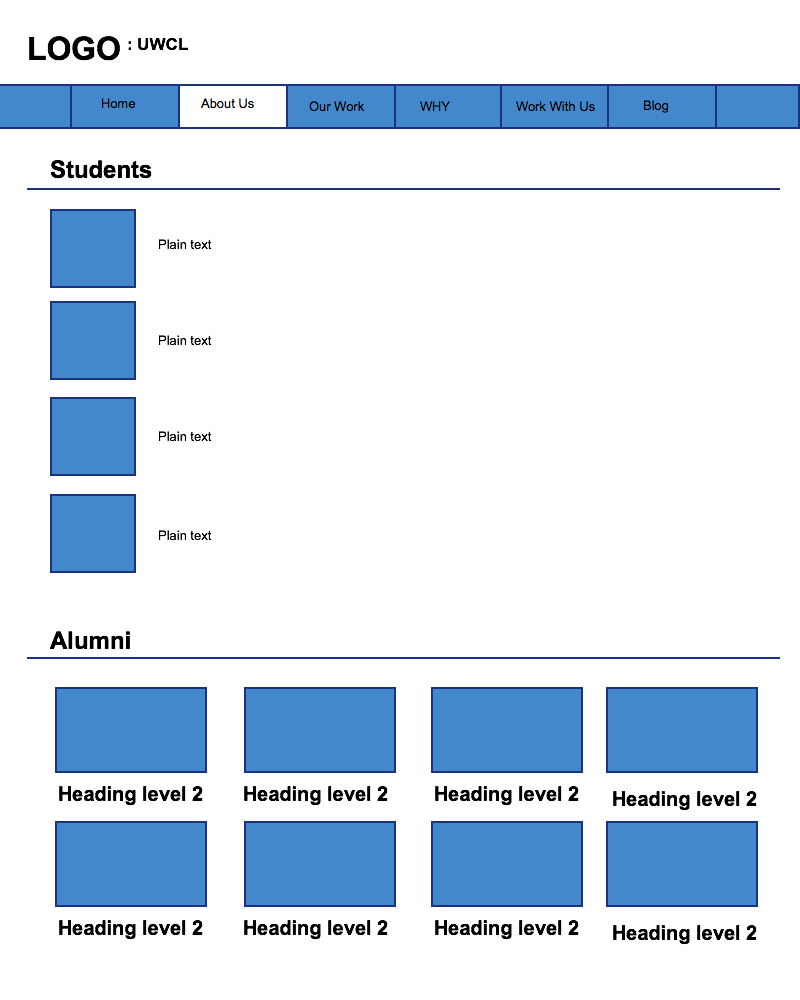 LOGO : UWCL
Home About Us Our Work WHY Work With Us Blog
Students
Plain text
Plain text
Plain text
Plain text
Alumni
Heading level 2 Heading level 2 Heading level 2 Heading level 2
Heading level 2 Heading level 2 Heading level 2 Heading level 2